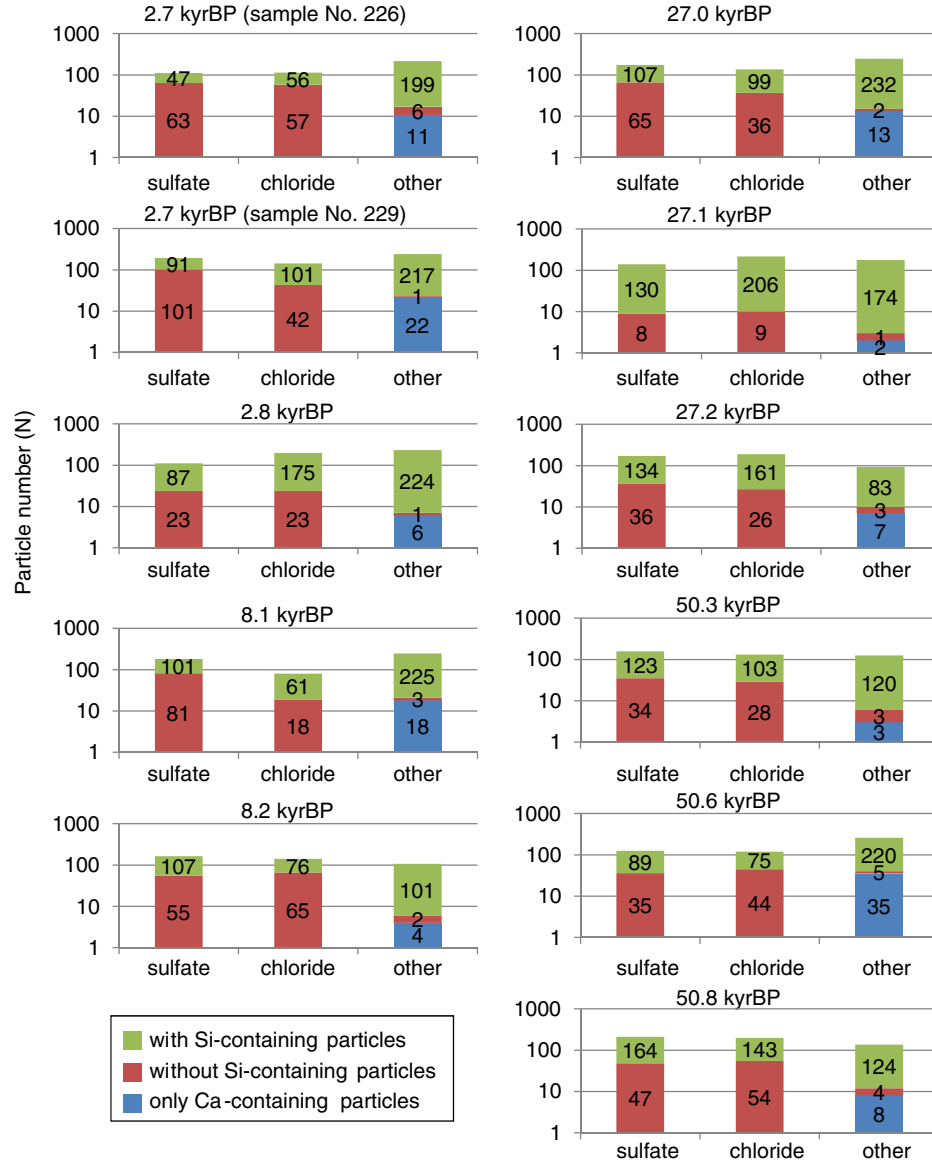 2.7 kyrBP (sample No. 226)
1000
100
10
1
47
56
199
6
63
57
11
sulfate
chloride
other
2.7 kyrBP (sample No. 229)
1000
100
10
1
91
101
217
1
101
42
22
sulfate
chloride
other
2.8 kyrBP
1000
100
10
1
87
175
224
1
23
23
6
sulfate
chloride
other
8.1 kyrBP
1000
100
10
1
101
61
225
3
81
18
18
sulfate
chloride
other
8.2 kyrBP
1000
100
10
1
107
76
101
2
55
65
4
sulfate
chloride
other
Particle number (N)
with Si-containing particles
without Si-containing particles
only Ca-containing particles
27.0 kyrBP
1000
100
10
1
107
99
232
2
65
36
13
sulfate
chloride
other
27.1 kyrBP
1000
100
10
1
130
206
174
1
8
9
2
sulfate
chloride
other
27.2 kyrBP
1000
100
10
1
134
161
83
3
36
26
7
sulfate
chloride
other
50.3 kyrBP
1000
100
10
1
123
103
120
3
34
28
3
sulfate
chloride
other
50.6 kyrBP
1000
100
10
1
89
75
220
5
35
44
35
sulfate
chloride
other
50.8 kyrBP
1000
100
10
1
164
143
124
4
47
54
8
sulfate
chloride
other